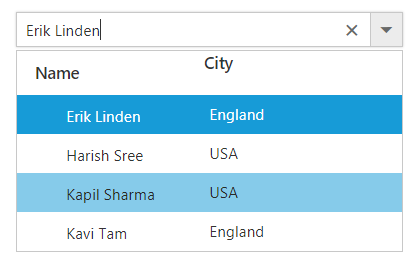 Erik Linden
Name City
Erik Linden England
Harish Sree USA
Kapil Sharma USA
Kavi Tam England